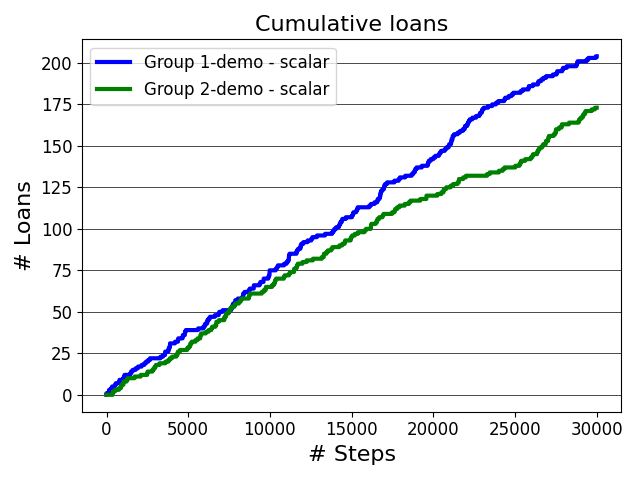 Cumulative loans
Group 1-demo - scalar
Group 2-demo - scalar
# Loans
200
175
150
125
100
75
50
25
0
0 5000 10000 15000 20000 25000 30000
# Steps